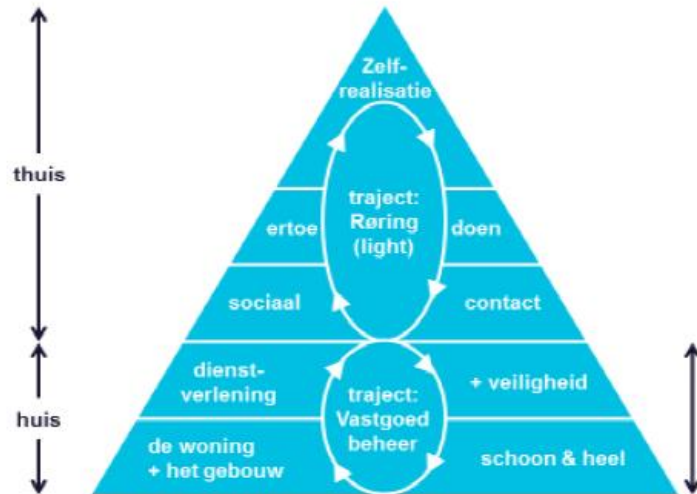 Zelf-
realisatie
thuis
traject:
Røring
(light)
ertoe
doen
sociaal
contact
huis
dienst-
verlening
+ veiligheid
traject:
Vastgoed
beheer
de woning
+ het gebouw
schoon & heel